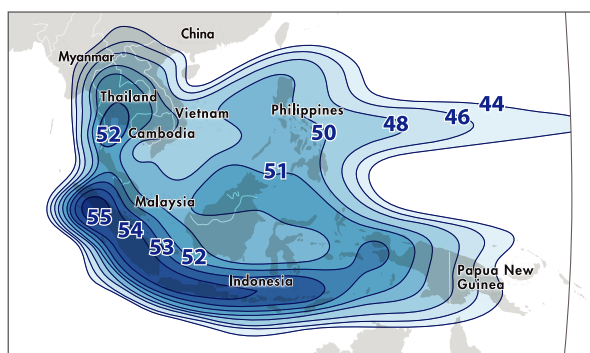 China
Myanmar
Thailand
Vietnam
Philippines
44
46
48
50
52
Cambodia
51
Malaysia
55
54
53
52
Indonesia
Papua New
Guinea